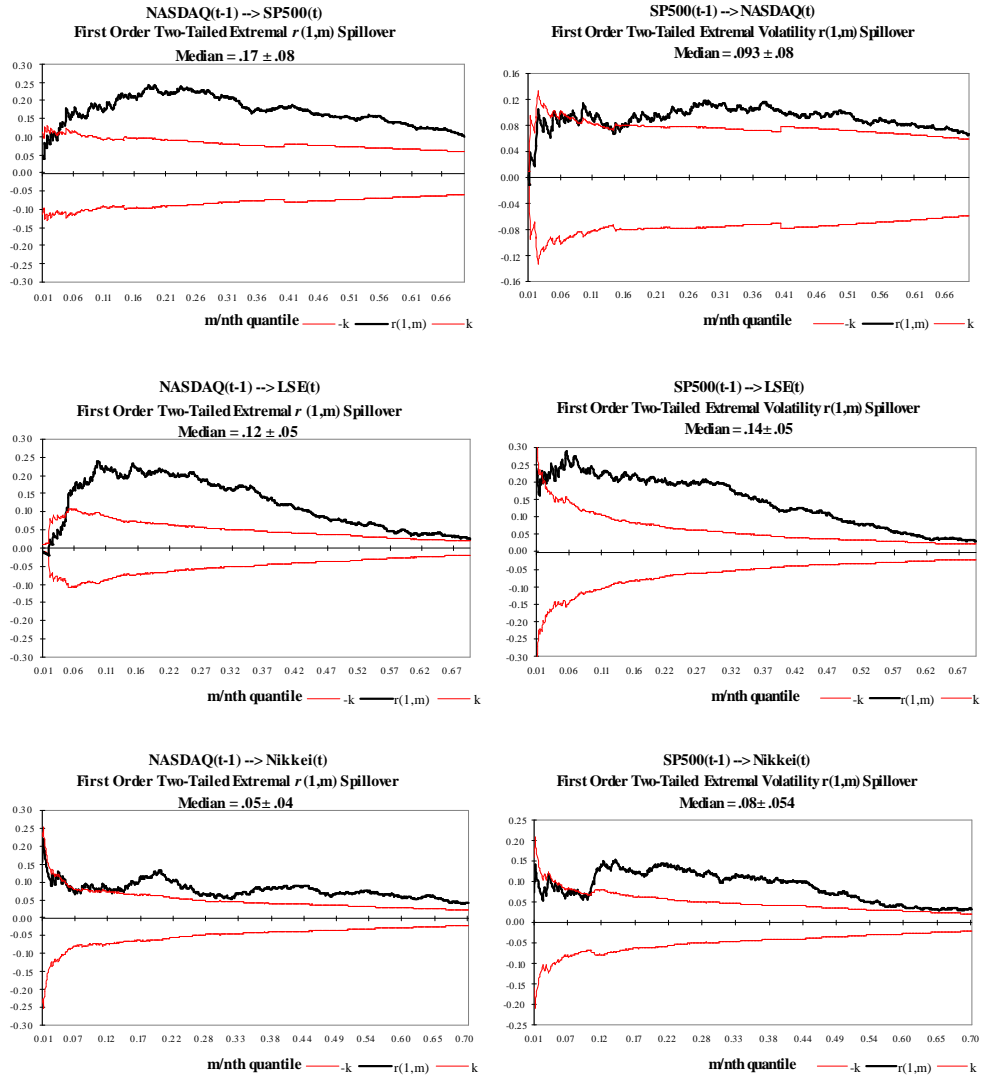 NASDAQ(t-1) --> SP500(t)
First Order Two-Tailed Extremal r (1,m) Spillover
Median = .17 ± .08
0.30
0.25
0.20
0.15
0.10
0.05
0.00
-0.05
-0.10
-0.15
-0.20
-0.25
-0.30
0.01 0.06 0.11 0.16 0.21 0.26 0.31 0.36 0.41 0.46 0.51 0.56 0.61 0.66
m/nth quantile -k r(1,m) k
SP500(t-1) --> NASDAQ(t)
First Order Two-Tailed Extremal Volatility r(1,m) Spillover
Median = .093 ± .08
0.16
0.12
0.08
0.04
0.00
-0.04
-0.08
-0.12
-0.16
0.01 0.06 0.11 0.16 0.21 0.26 0.31 0.36 0.41 0.46 0.51 0.56 0.61 0.66
m/nth quantile -k r(1,m) k
NASDAQ(t-1) --> LSE(t)
First Order Two-Tailed Extremal r (1,m) Spillover
Median = .12 ± .05
0.30
0.25
0.20
0.15
0.10
0.05
0.00
-0.05
-0.10
-0.15
-0.20
-0.25
-0.30
0.01 0.06 0.11 0.16 0.22 0.27 0.32 0.37 0.42 0.47 0.52 0.57 0.62 0.67
m/nth quantile -k r(1,m) k
SP500(t-1) --> LSE(t)
First Order Two-Tailed Extremal Volatility r(1,m) Spillover
Median = .14± .05
0.30
0.25
0.20
0.15
0.10
0.05
0.00
-0.05
-0.10
-0.15
-0.20
-0.25
-0.30
0.01 0.06 0.11 0.16 0.22 0.27 0.32 0.37 0.42 0.47 0.52 0.57 0.62 0.67
m/nth quantile -k r(1,m) k
NASDAQ(t-1) --> Nikkei(t)
First Order Two-Tailed Extremal r (1,m) Spillover
Median = .05± .04
0.30
0.25
0.20
0.15
0.10
0.05
0.00
-0.05
-0.10
-0.15
-0.20
-0.25
-0.30
0.01 0.07 0.12 0.17 0.23 0.28 0.33 0.39 0.44 0.49 0.54 0.60 0.65 0.70
m/nth quantile -k r(1,m) k
SP500(t-1) --> Nikkei(t)
First Order Two-Tailed Extremal Volatility r(1,m) Spillover
Median = .08± .054
0.25
0.20
0.15
0.10
0.05
0.00
-0.05
-0.10
-0.15
-0.20
-0.25
0.01 0.07 0.12 0.17 0.23 0.28 0.33 0.39 0.44 0.49 0.54 0.60 0.65 0.70
m/nth quantile -k r(1,m) k